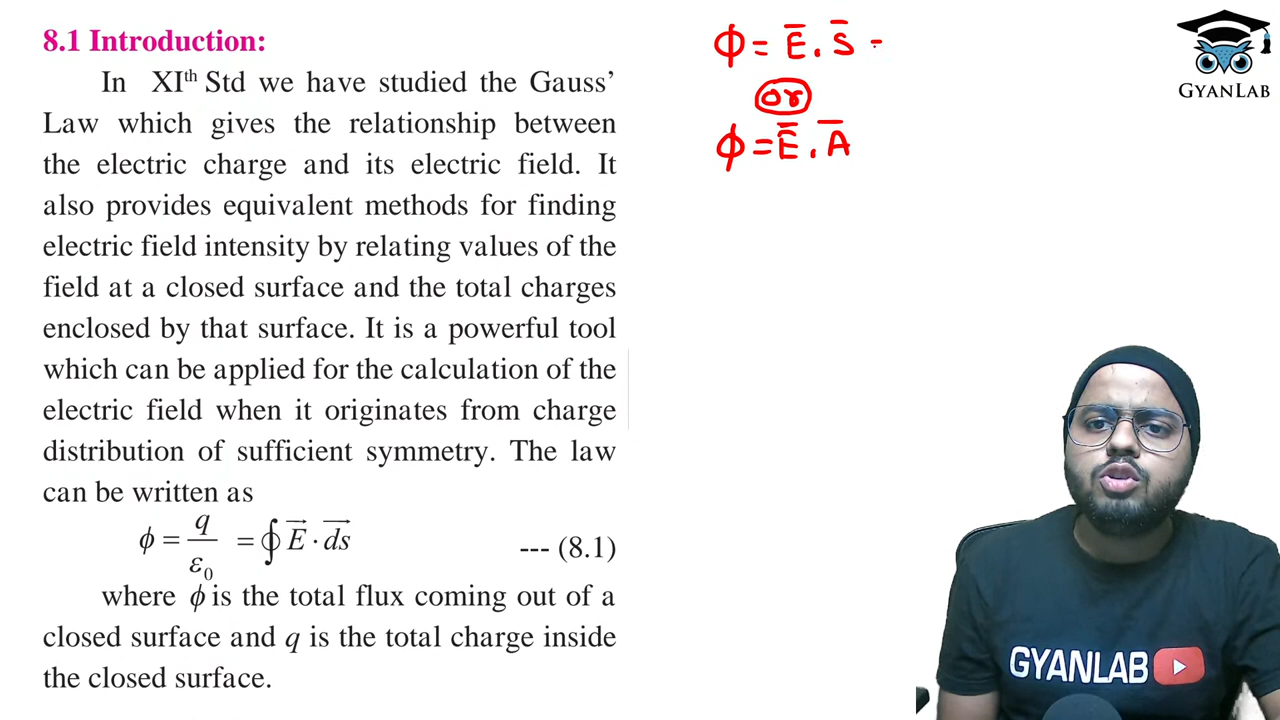 8.1 Introduction:
In XIth Std we have studied the Gauss’
Law which gives the relationship between
the electric charge and its electric field. It
also provides equivalent methods for finding
electric field intensity by relating values of the
field at a closed surface and the total charges
enclosed by that surface. It is a powerful tool
which can be applied for the calculation of the
electric field when it originates from charge
distribution of sufficient symmetry. The law
can be written as
ϕ = q/ε₀ = ∮ E⃗ · d⃗s --- (8.1)
where ϕ is the total flux coming out of a
closed surface and q is the total charge inside
the closed surface.
ϕ = E̅ . S̅ -
or
ϕ = E̅ . A̅
GYANLAB
GYANLAB